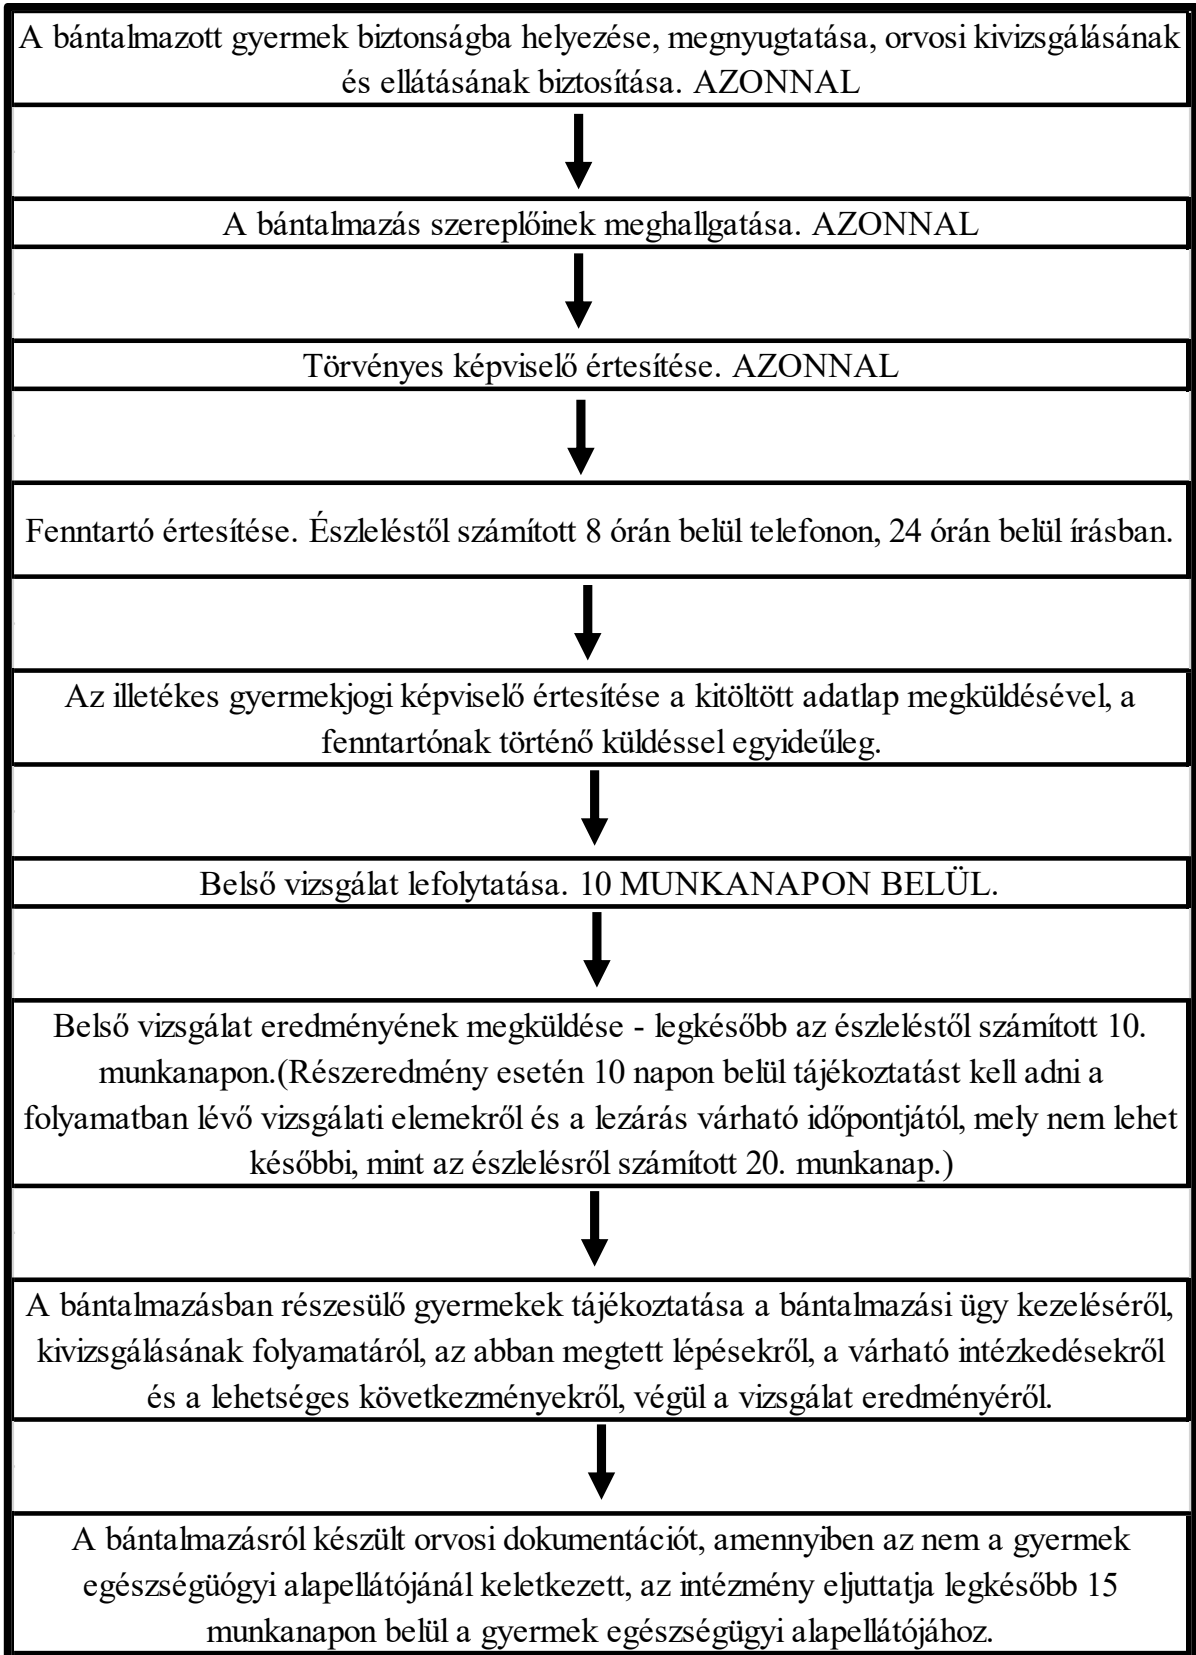 A bántalmazott gyermek biztonságba helyezése, megnyugtatása, orvosi kivizsgálásának
és ellátásának biztosítása. AZONNAL
A bántalmazás szereplőinek meghallgatása. AZONNAL
Törvényes képviselő értesítése. AZONNAL
Fenntartó értesítése. Észleléstől számított 8 órán belül telefonon, 24 órán belül írásban.
Az illetékes gyermekjogi képviselő értesítése a kitöltött adatlap megküldésével, a
fenntartónak történő küldéssel egyideűleg.
Belső vizsgálat lefolytatása. 10 MUNKANAPON BELÜL.
Belső vizsgálat eredményének megküldése - legkésőbb az észleléstől számított 10.
munkanapon.(Részeredmény esetén 10 napon belül tájékoztatást kell adni a
folyamatban lévő vizsgálati elemekről és a lezárás várható időpontjától, mely nem lehet
későbbi, mint az észlelésről számított 20. munkanap.)
A bántalmazásban részesülő gyermekek tájékoztatása a bántalmazási ügy kezeléséről,
kivizsgálásának folyamatáról, az abban megtett lépésekről, a várható intézkedésekről
és a lehetséges következményekről, végül a vizsgálat eredményéről.
A bántalmazásról készült orvosi dokumentációt, amennyiben az nem a gyermek
egészségüógyi alapellátójánál keletkezett, az intézmény eljuttatja legkésőbb 15
munkanapon belül a gyermek egészségügyi alapellátójához.